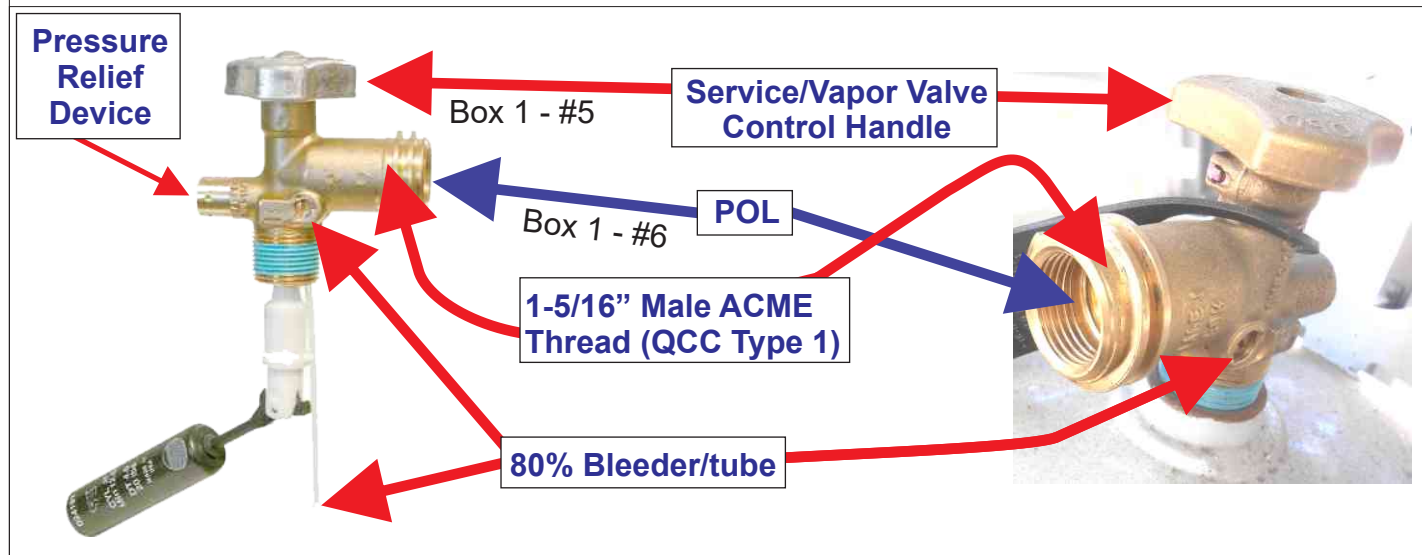 Pressure
Relief
Device
Box 1 - #5
Service/Vapor Valve
Control Handle
POL
Box 1 - #6
1-5/16” Male ACME
Thread (QCC Type 1)
80% Bleeder/tube